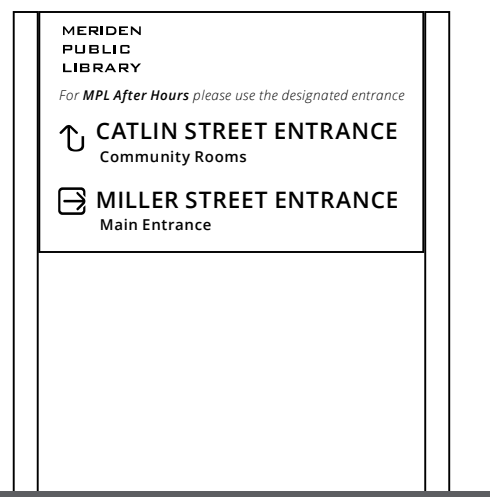 MERIDEN
PUBLIC
LIBRARY
For MPL After Hours please use the designated entrance
CATLIN STREET ENTRANCE
Community Rooms
MILLER STREET ENTRANCE
Main Entrance